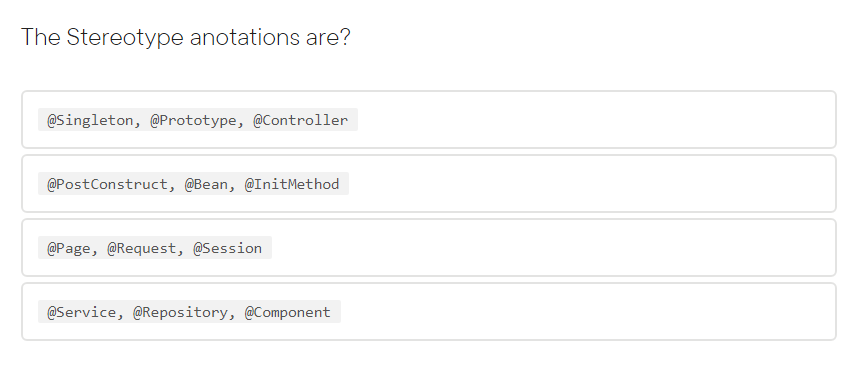 The Stereotype anotations are?
@Singleton, @Prototype, @Controller
@PostConstruct, @Bean, @InitMethod
@Page, @Request, @Session
@Service, @Repository, @Component